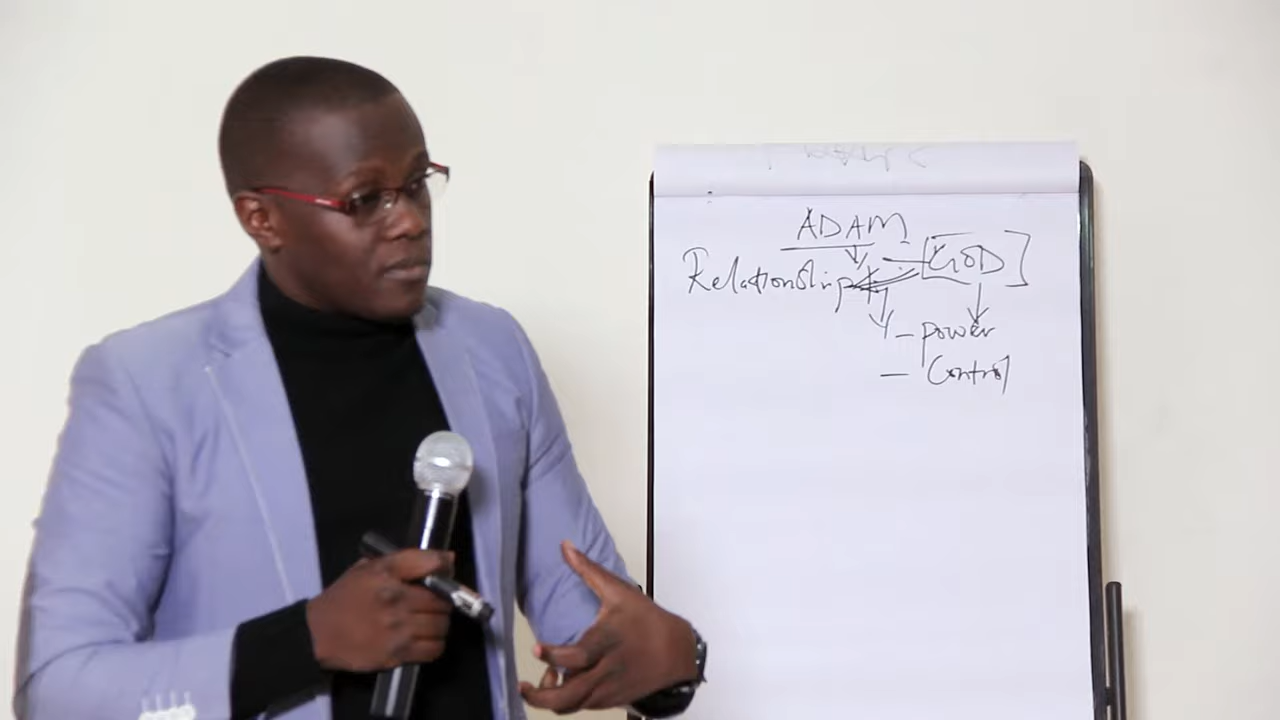 ADAM
[GOD]
Relationship
- power
- Control